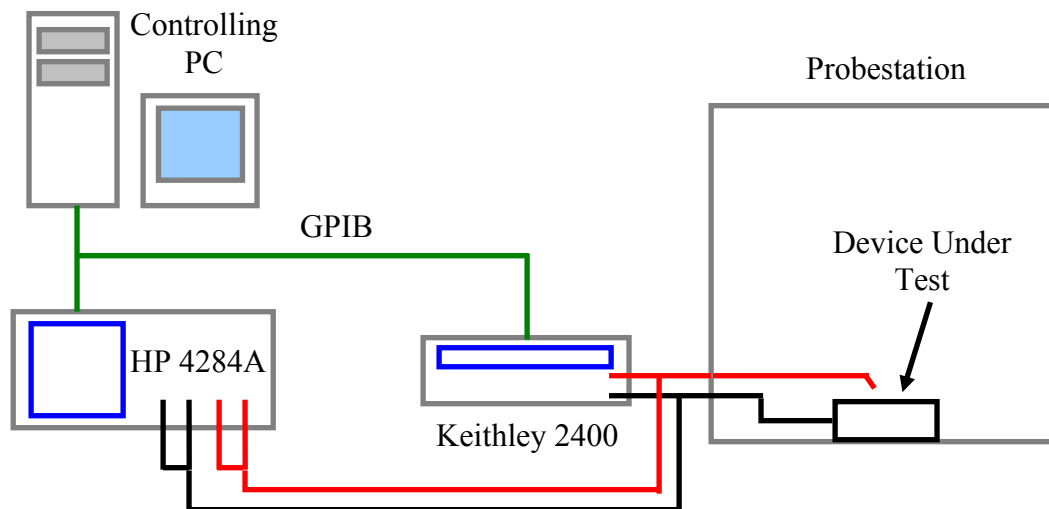 Controlling
PC
Probestation
GPIB
Device Under
Test
HP 4284A
Keithley 2400